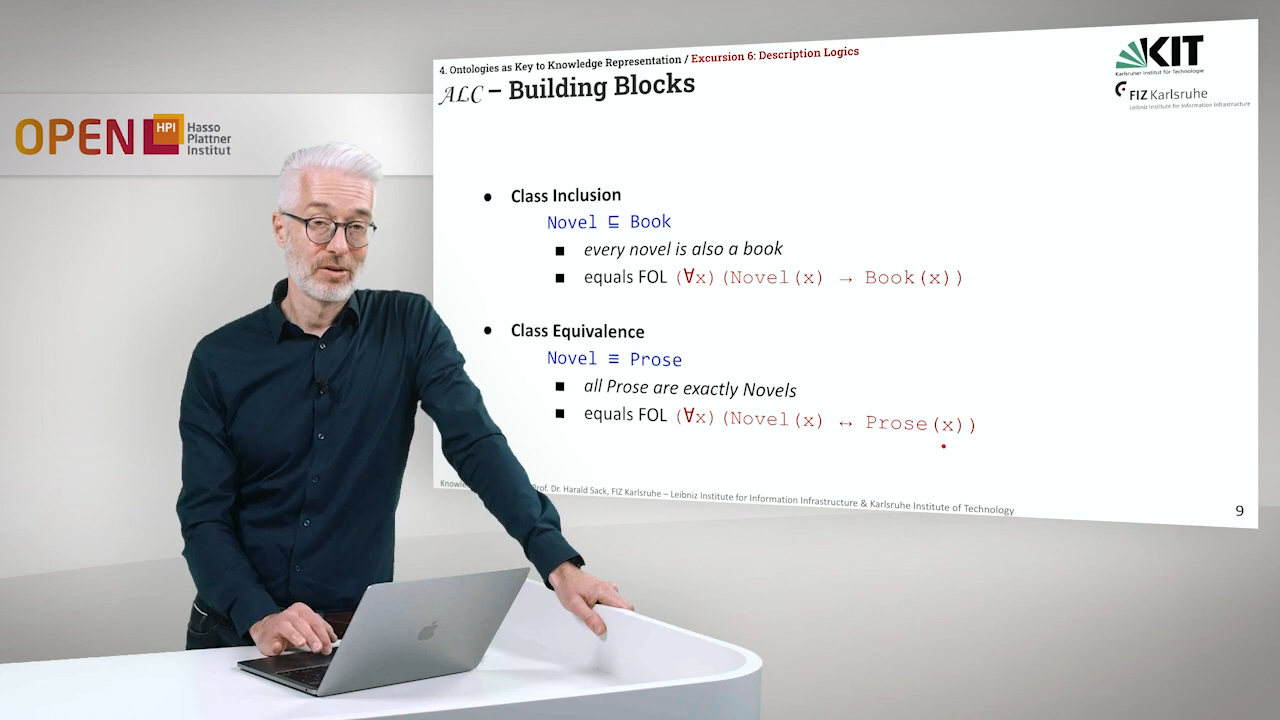 4. Ontologies as Key to Knowledge Representation / Excursion 6: Description Logics
ALC – Building Blocks
KIT
Karlsruher Institut für Technologie
FIZ Karlsruhe
Leibniz Institute for Information Infrastructure
OPEN HPI Hasso
Plattner
Institut
● Class Inclusion
Novel ⊑ Book
■ every novel is also a book
■ equals FOL (∀x)(Novel(x) → Book(x))
● Class Equivalence
Novel ≡ Prose
■ all Prose are exactly Novels
■ equals FOL (∀x)(Novel(x) ↔ Prose(x))
Prof. Dr. Harald Sack, FIZ Karlsruhe – Leibniz Institute for Information Infrastructure & Karlsruhe Institute of Technology
9